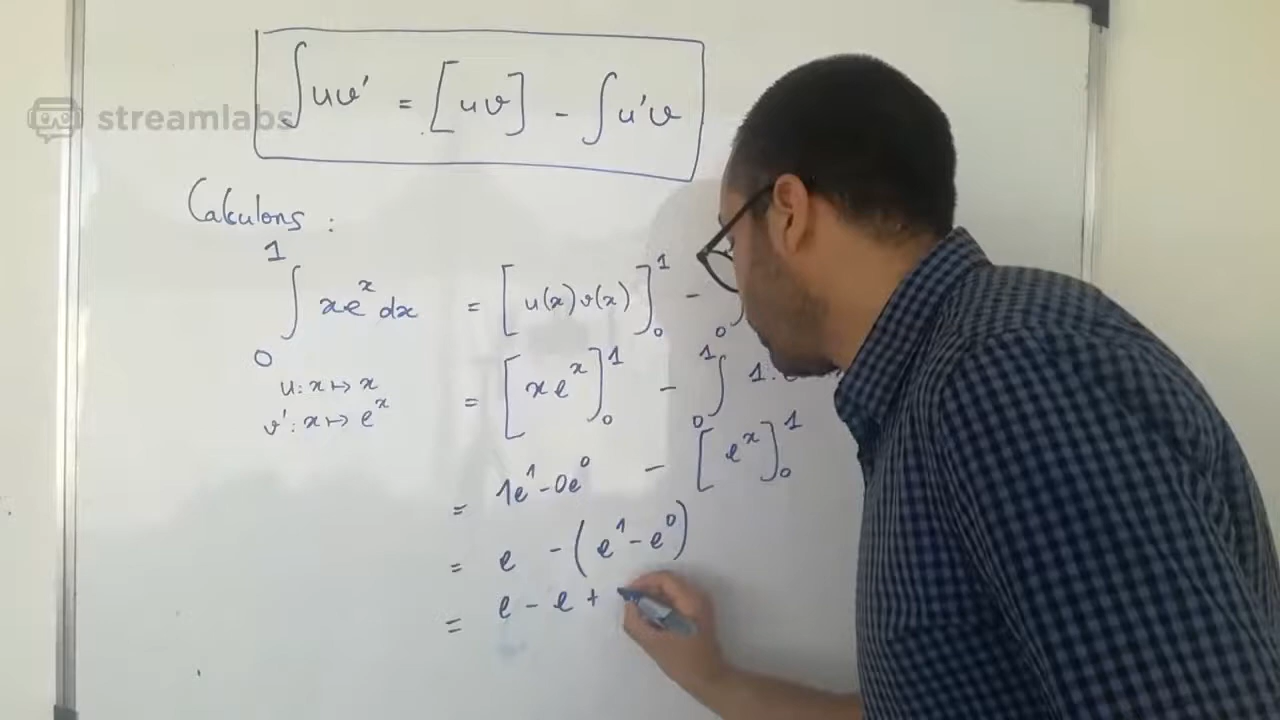 streamlabs
∫uv' = [uv] - ∫u'v
Calculons :
∫₀¹ xeˣ dx = [u(x)v(x)]₀¹ - ∫₀
u : x ↦ x
v' : x ↦ eˣ
= [xeˣ]₀¹ - ∫₀¹ 1.
= 1e¹ - 0e⁰ - [eˣ]₀¹
= e - (e¹ - e⁰)
= e - e +